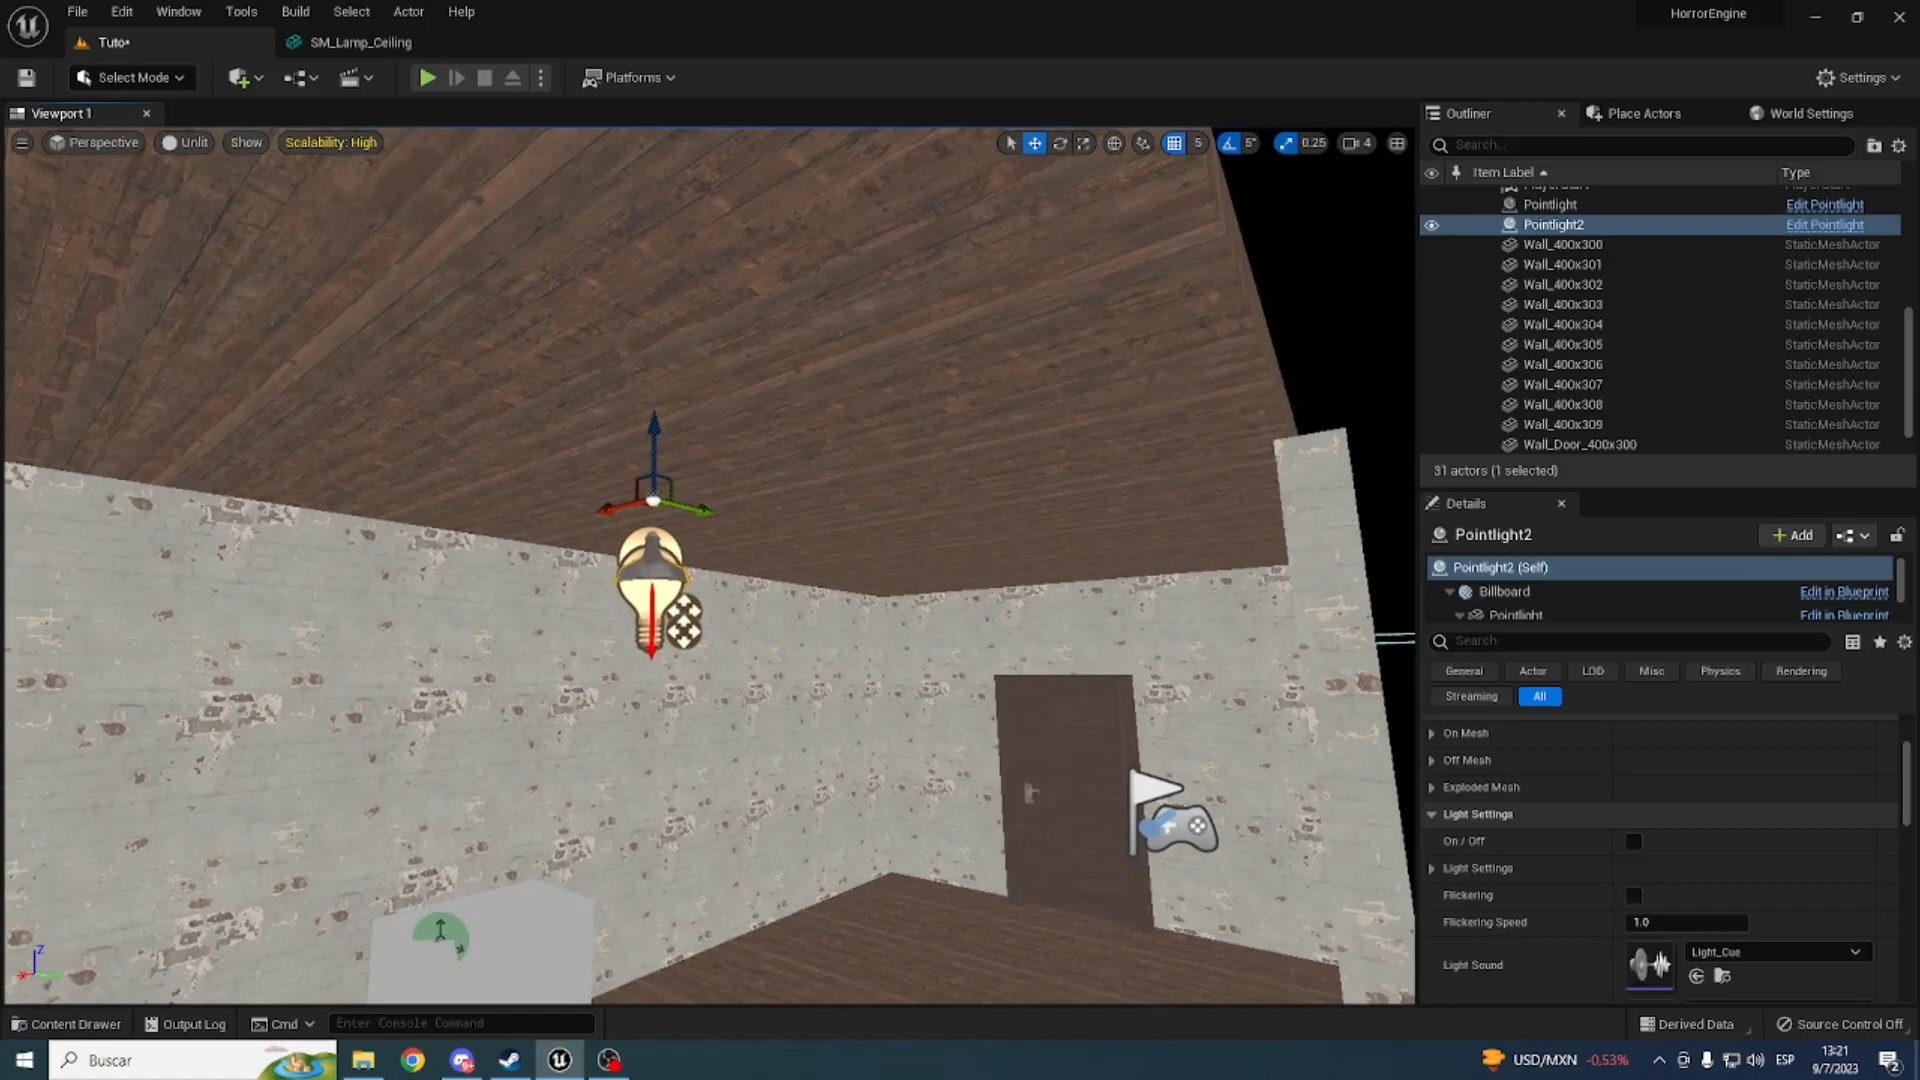 File Edit Window Tools Build Select Actor Help
HorrorEngine
Tuto*
SM_Lamp_Ceiling
Select Mode
Platforms
Settings
Viewport 1
Perspective
Unlit
Show
Scalability: High
5
5°
0.25
4
Outliner
Place Actors
World Settings
Search...
Item Label
Type
PlayerStart
Pointlight Edit Pointlight
Pointlight2 Edit Pointlight
Wall_400x300 StaticMeshActor
Wall_400x301 StaticMeshActor
Wall_400x302 StaticMeshActor
Wall_400x303 StaticMeshActor
Wall_400x304 StaticMeshActor
Wall_400x305 StaticMeshActor
Wall_400x306 StaticMeshActor
Wall_400x307 StaticMeshActor
Wall_400x308 StaticMeshActor
Wall_400x309 StaticMeshActor
Wall_Door_400x300 StaticMeshActor
31 actors (1 selected)
Details
Pointlight2
Add
Pointlight2 (Self)
Billboard Edit in Blueprint
Pointlight Edit in Blueprint
Search
General Actor LOD Misc Physics Rendering
Streaming All
On Mesh
Off Mesh
Exploded Mesh
Light Settings
On / Off
Light Settings
Flickering
Flickering Speed 1.0
Light Sound Light_Cue
Z
Content Drawer
Output Log
Cmd
Enter Console Command
Derived Data
Source Control Off
Buscar
USD/MXN -0,53%
ESP
13:21
9/7/2023
2